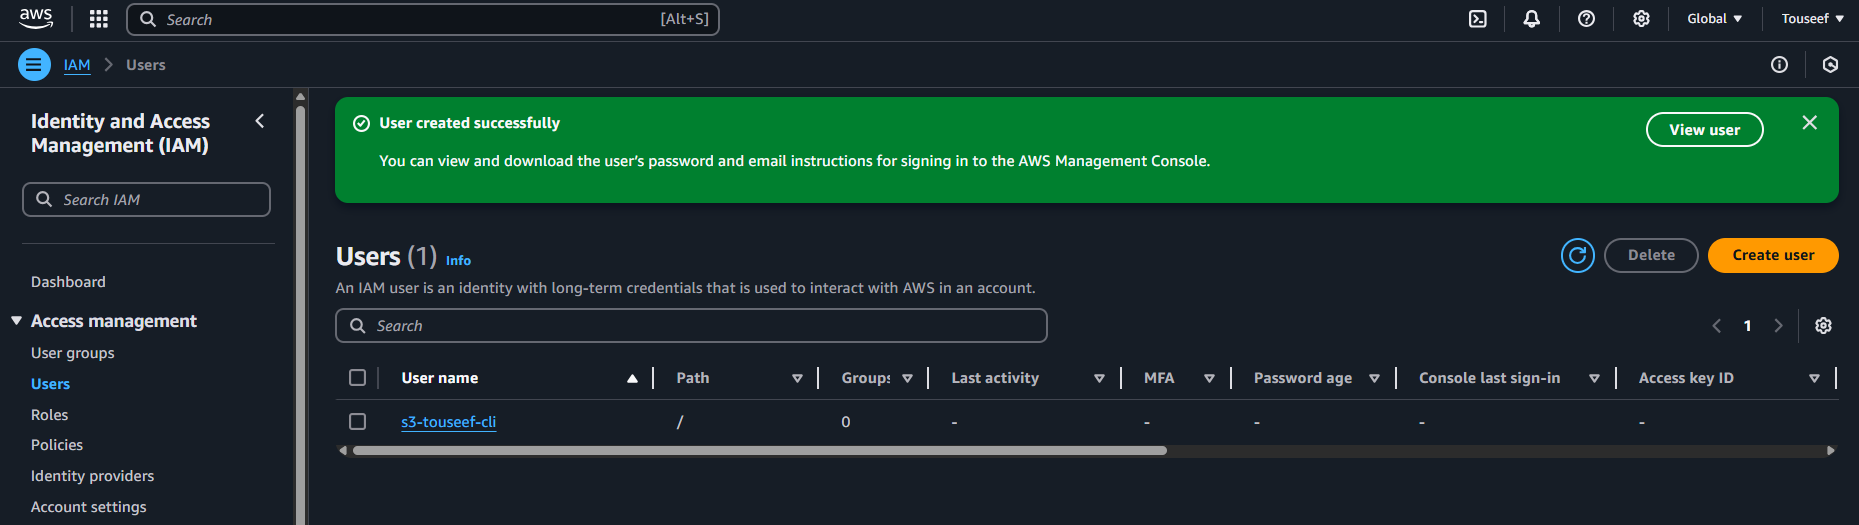 aws
Search [Alt+S]
Global Touseef
IAM Users
Identity and Access
Management (IAM)
Search IAM
Dashboard
Access management
User groups
Users
Roles
Policies
Identity providers
Account settings
User created successfully
View user
You can view and download the user's password and email instructions for signing in to the AWS Management Console.
Users (1) Info
Delete Create user
An IAM user is an identity with long-term credentials that is used to interact with AWS in an account.
Search
1
User name Path Groups Last activity MFA Password age Console last sign-in Access key ID
s3-touseef-cli / 0 - - - - -